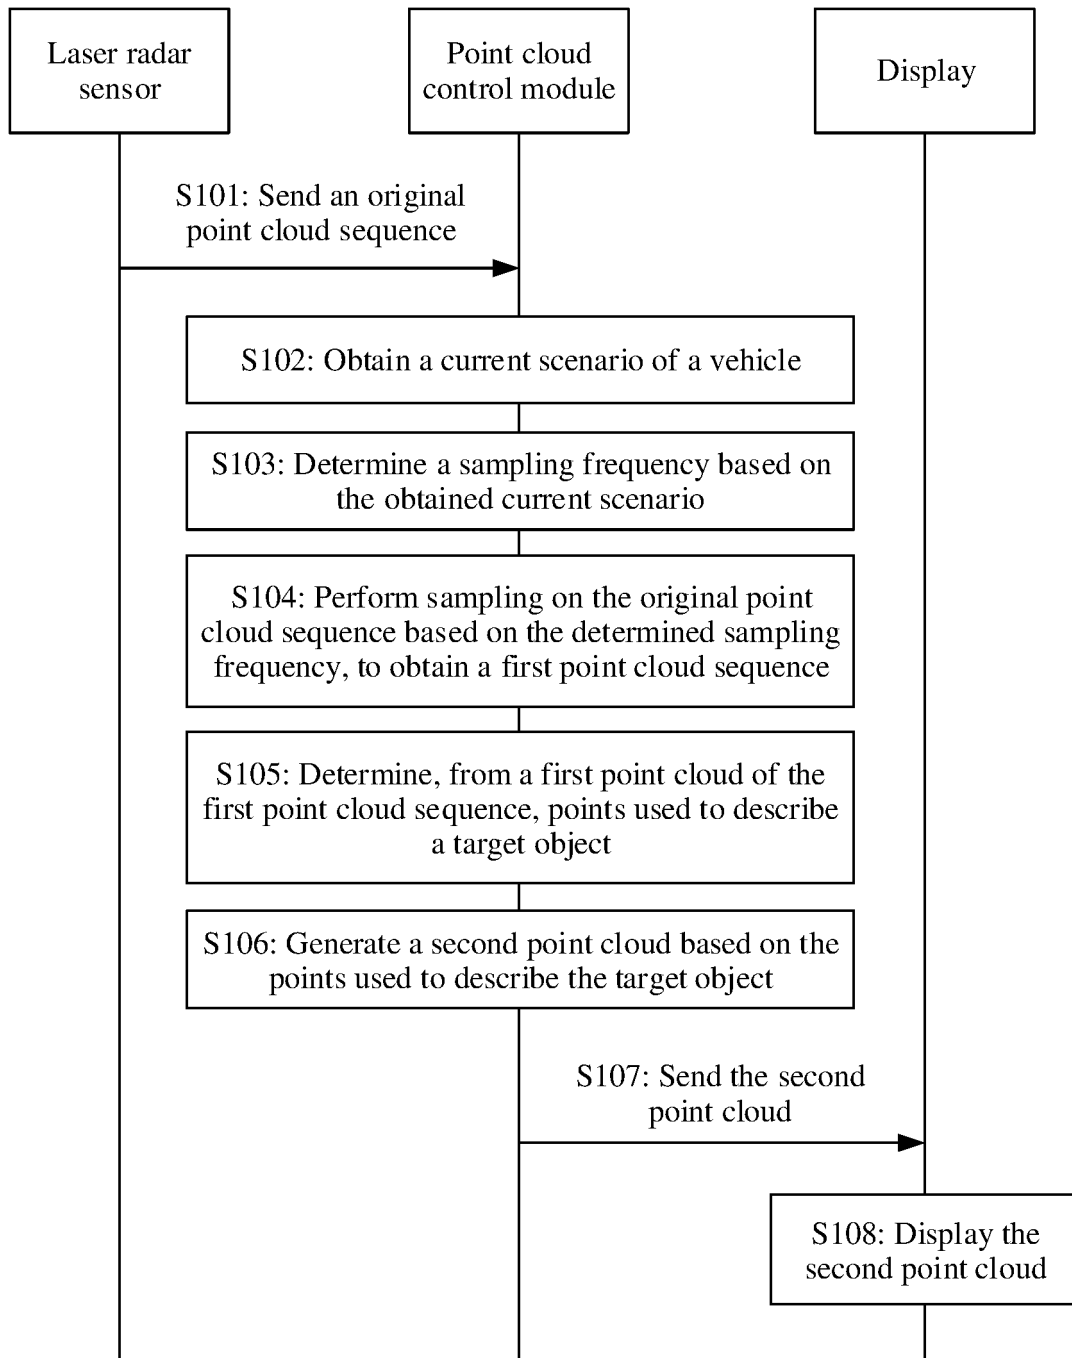 Laser radar
sensor
Point cloud
control module
Display
S101: Send an original
point cloud sequence
S102: Obtain a current scenario of a vehicle
S103: Determine a sampling frequency based on
the obtained current scenario
S104: Perform sampling on the original point
cloud sequence based on the determined sampling
frequency, to obtain a first point cloud sequence
S105: Determine, from a first point cloud of the
first point cloud sequence, points used to describe
a target object
S106: Generate a second point cloud based on the
points used to describe the target object
S107: Send the second
point cloud
S108: Display the
second point cloud